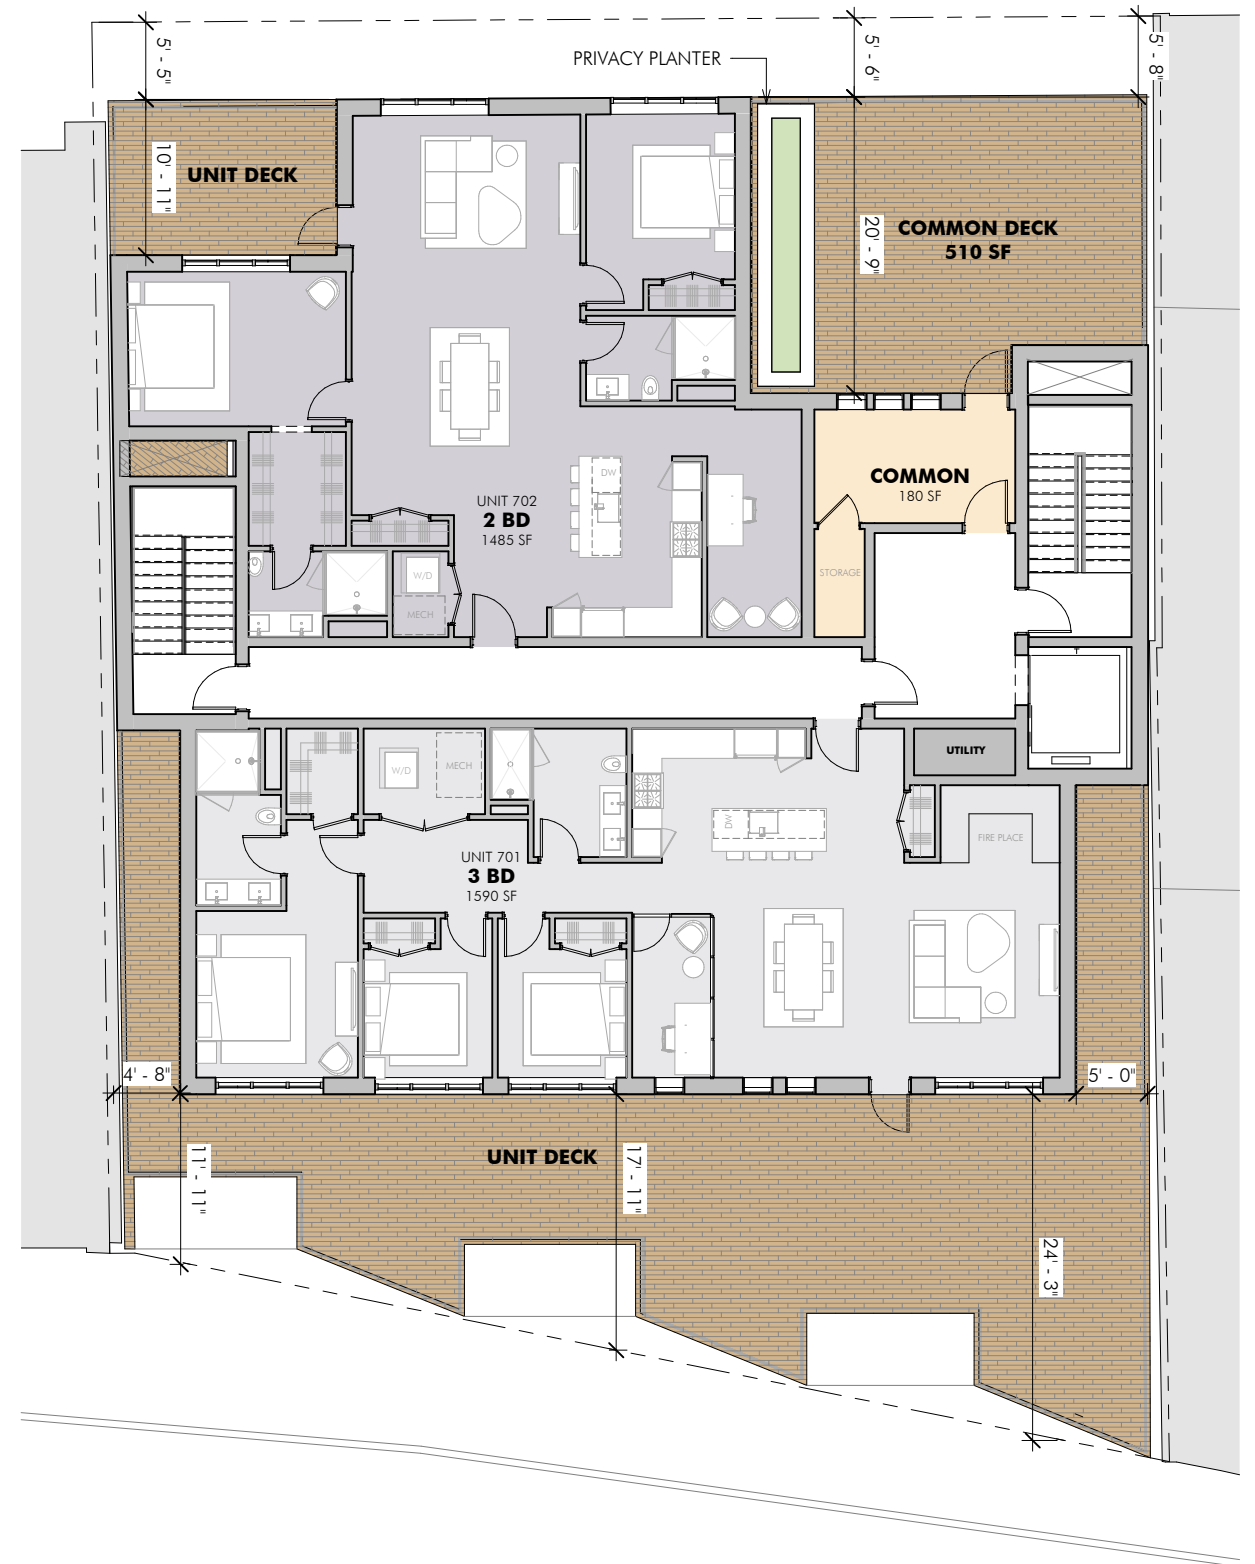 5' - 5"
5' - 6"
5' - 8"
PRIVACY PLANTER
10' - 11"
UNIT DECK
20' - 9"
COMMON DECK
510 SF
DW
UNIT 702
2 BD
1485 SF
COMMON
180 SF
W/D
MECH
STORAGE
UTILITY
W/D
MECH
DW
FIRE PLACE
UNIT 701
3 BD
1590 SF
4' - 8"
5' - 0"
11' - 11"
UNIT DECK
17' - 11"
24' - 3"